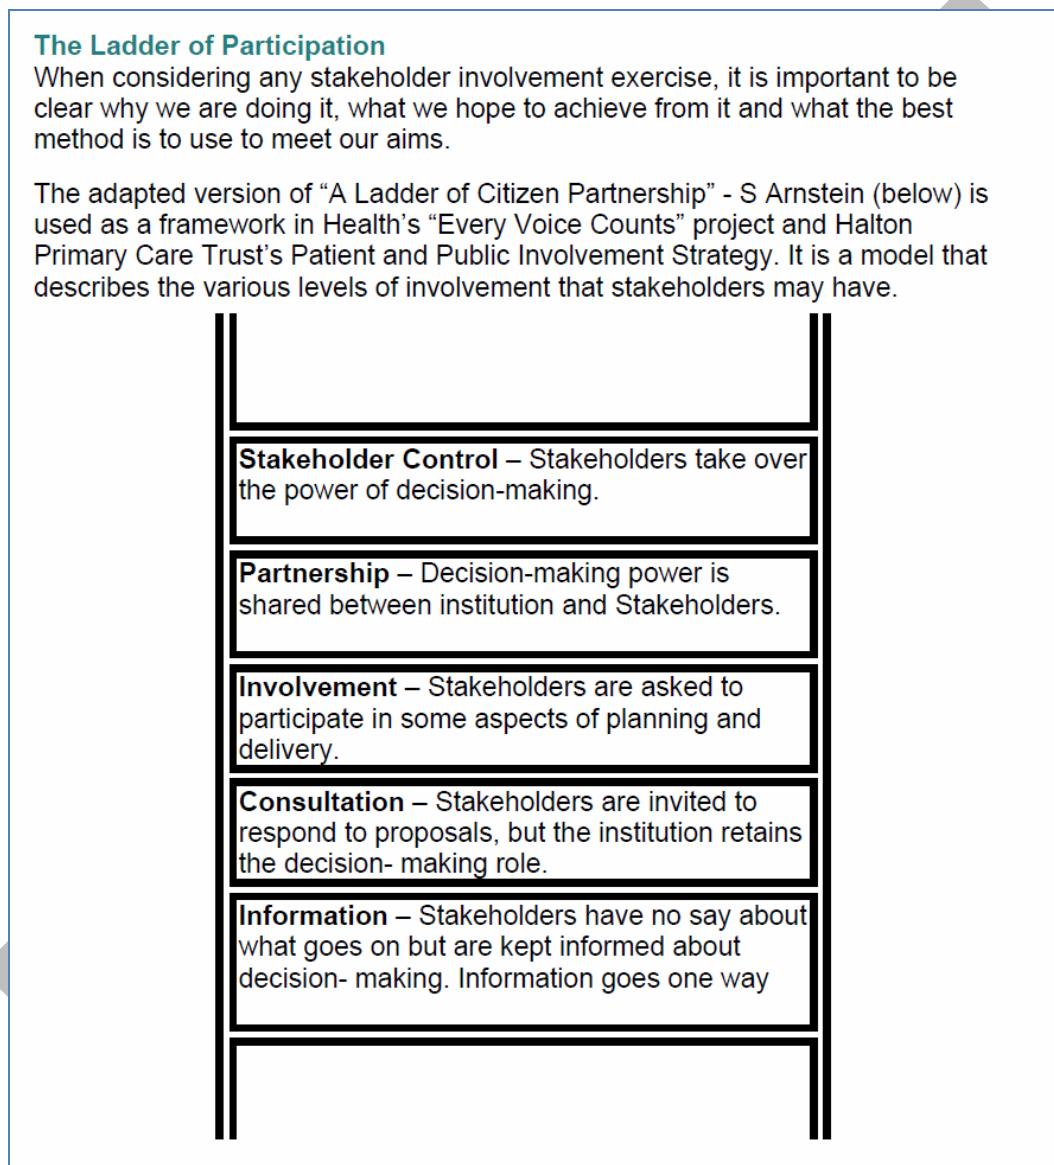 The Ladder of Participation
When considering any stakeholder involvement exercise, it is important to be
clear why we are doing it, what we hope to achieve from it and what the best
method is to use to meet our aims.
The adapted version of “A Ladder of Citizen Partnership” - S Arnstein (below) is
used as a framework in Health’s “Every Voice Counts” project and Halton
Primary Care Trust’s Patient and Public Involvement Strategy. It is a model that
describes the various levels of involvement that stakeholders may have.
Stakeholder Control – Stakeholders take over
the power of decision-making.
Partnership – Decision-making power is
shared between institution and Stakeholders.
Involvement – Stakeholders are asked to
participate in some aspects of planning and
delivery.
Consultation – Stakeholders are invited to
respond to proposals, but the institution retains
the decision- making role.
Information – Stakeholders have no say about
what goes on but are kept informed about
decision- making. Information goes one way